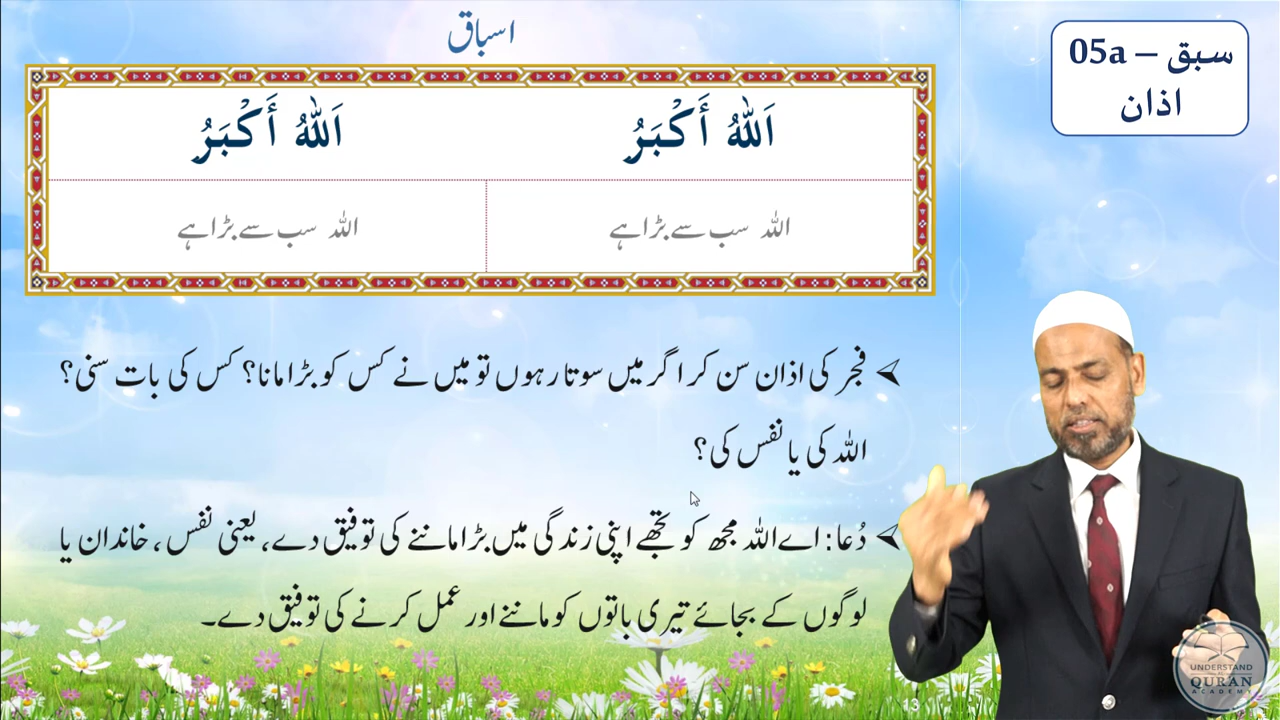 اسباق
سبق – 05a
اذان
اَللّٰهُ أَكْبَرُ اَللّٰهُ أَكْبَرُ
اللہ سب سے بڑا ہے اللہ سب سے بڑا ہے
فجر کی اذان سن کر اگر میں سوتا رہوں تو میں نے کس کو بڑا مانا؟ کس کی بات سنی؟
اللہ کی یا نفس کی؟
دُعا: اے اللہ مجھ کو تجھے اپنی زندگی میں بڑا ماننے کی توفیق دے، یعنی نفس، خاندان یا
لوگوں کے بجائے تیری باتوں کو ماننے اور عمل کرنے کی توفیق دے۔
UNDERSTAND
QURAN
ACADEMY
13